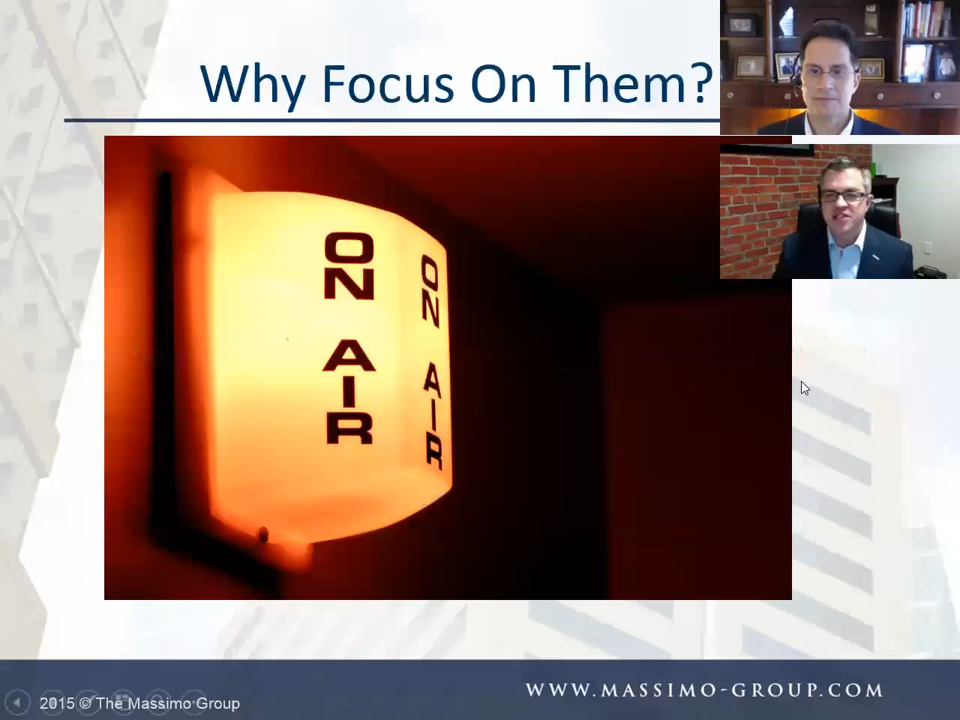 Why Focus On Them?
ON
AIR
ON
AIR
2015 © The Massimo Group
WWW.MASSIMO-GROUP.COM